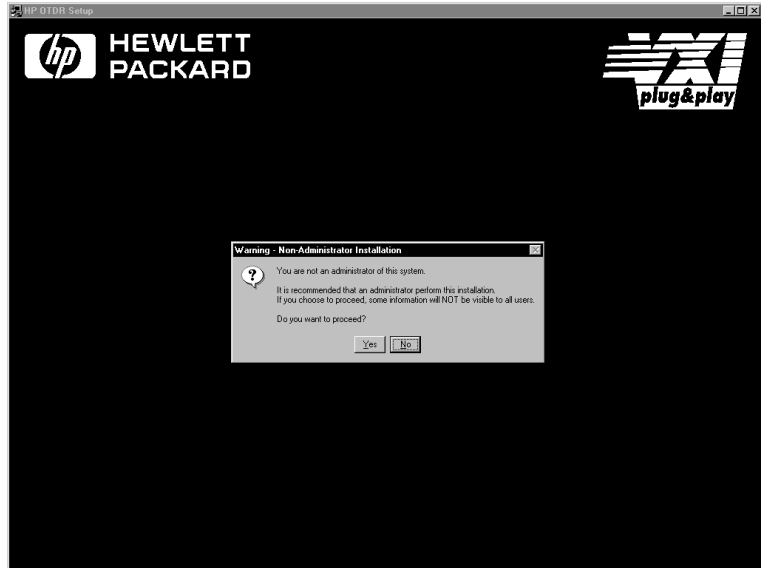 HP OTDR Setup
hp HEWLETT
PACKARD
VXI
plug&play
Warning - Non-Administrator Installation
You are not an administrator of this system.
It is recommended that an administrator perform this installation.
If you choose to proceed, some information will NOT be visible to all users.
Do you want to proceed?
Yes No